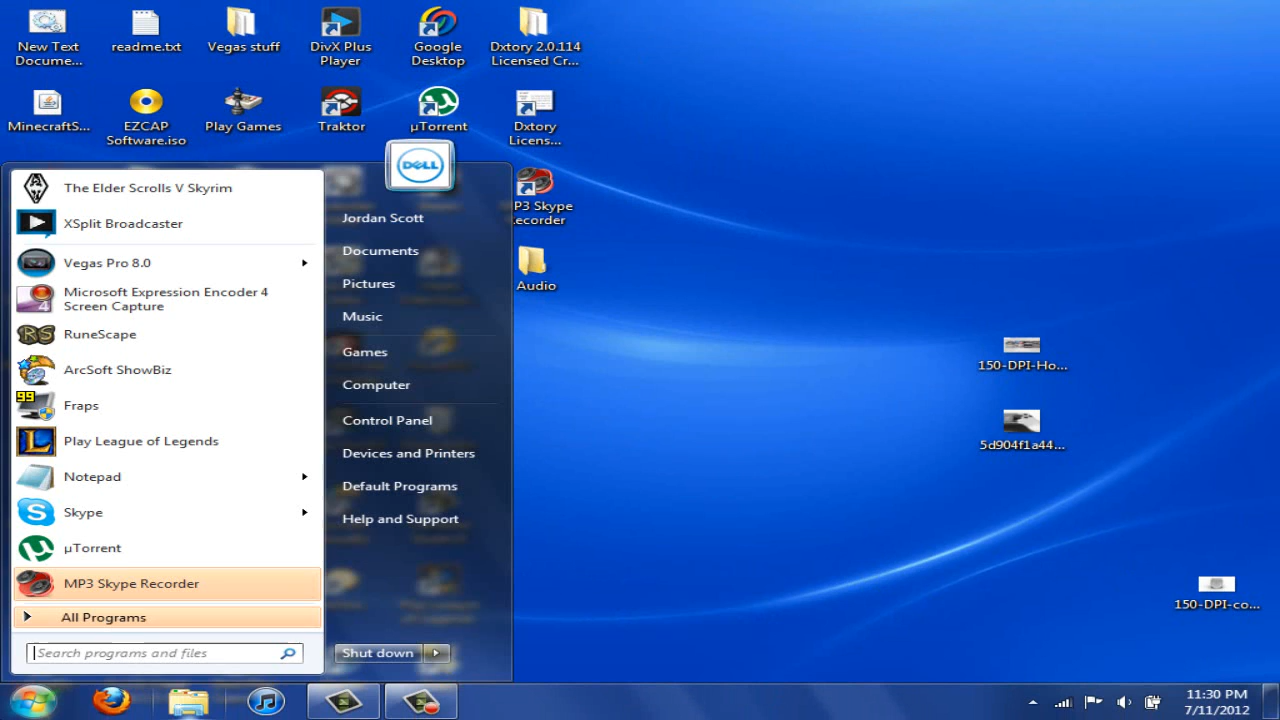 New Text
Docume...
readme.txt
Vegas stuff
DivX Plus
Player
Google
Desktop
Dxtory 2.0.114
Licensed Cr...
MinecraftS...
EZCAP
Software.iso
Play Games
Traktor
µTorrent
Dxtory
Licens...
DELL
The Elder Scrolls V Skyrim
XSplit Broadcaster
Vegas Pro 8.0
Microsoft Expression Encoder 4
Screen Capture
4
RS
RuneScape
ArcSoft ShowBiz
99
Fraps
L
Play League of Legends
Notepad
S
Skype
µTorrent
MP3 Skype Recorder
All Programs
Search programs and files
Jordan Scott
Documents
Pictures
Music
Games
Computer
Control Panel
Devices and Printers
Default Programs
Help and Support
Shut down
P3 Skype
ecorder
Audio
150-DPI-Ho...
5d904f1a44...
150-DPI-co...
11:30 PM
7/11/2012